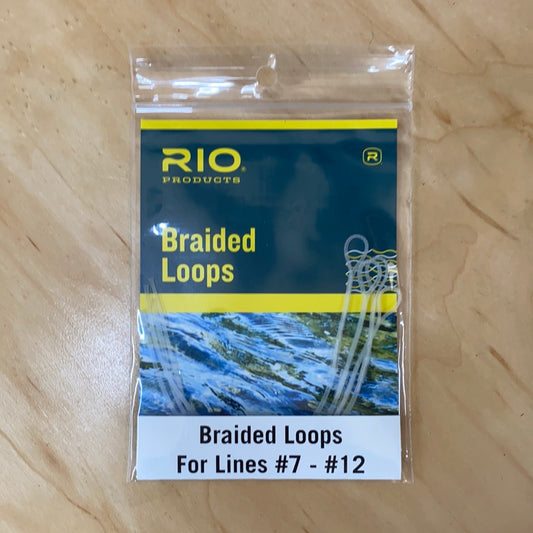 RIO®
PRODUCTS
R
Braided
Loops
Braided Loops
For Lines #7 - #12